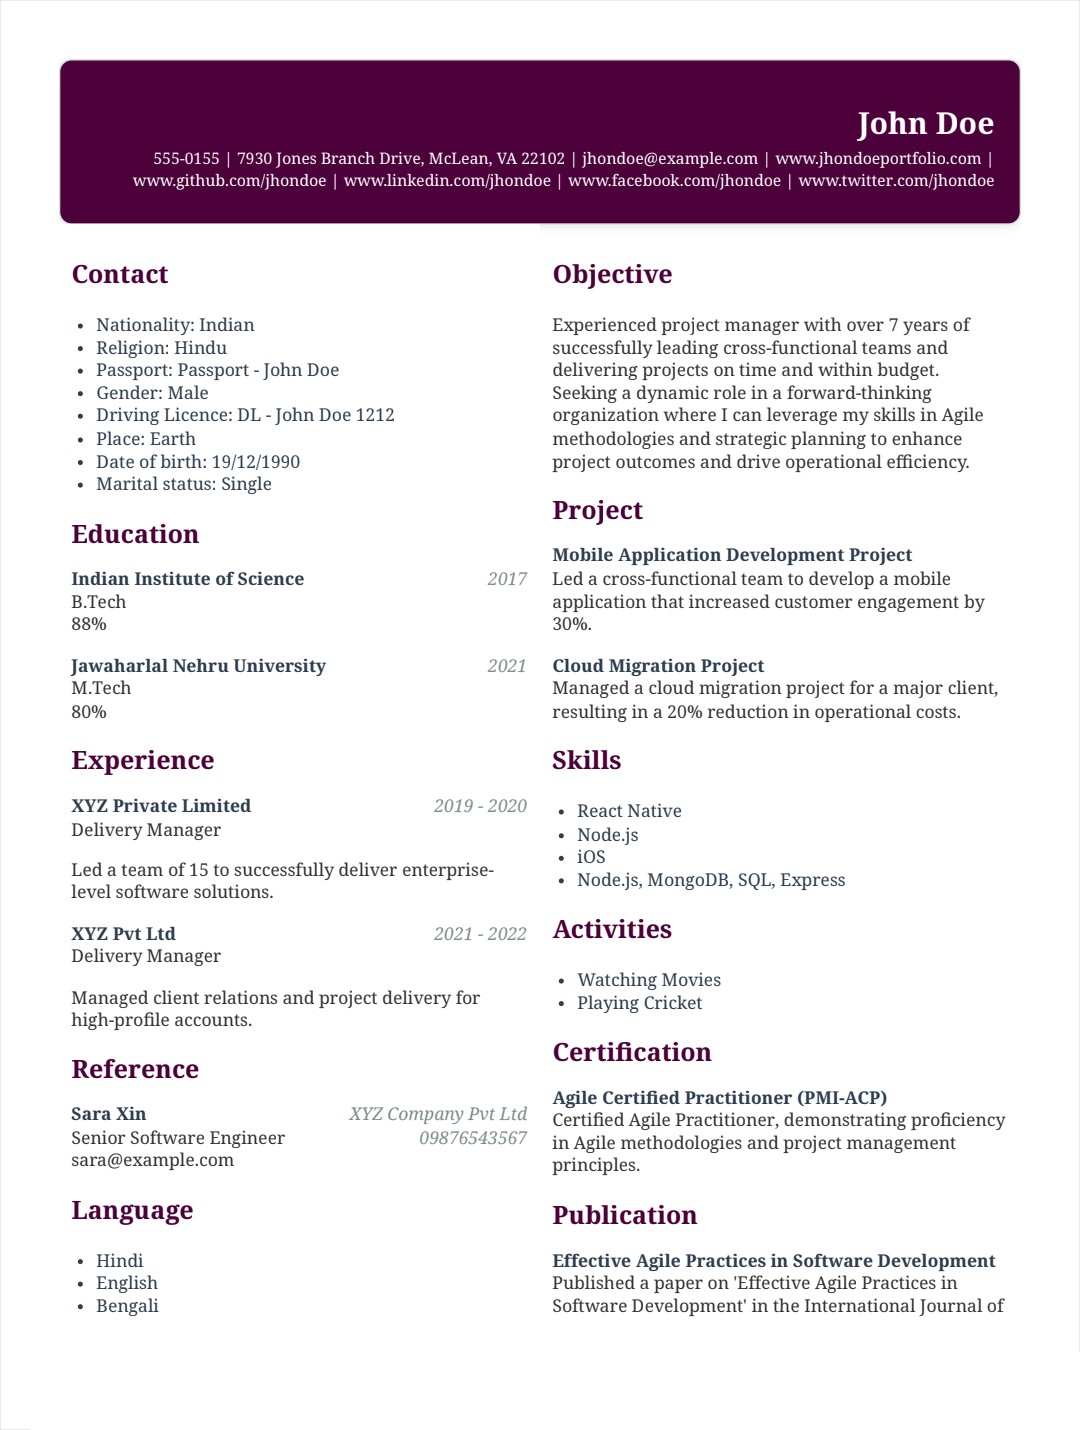 John Doe
555-0155 | 7930 Jones Branch Drive, McLean, VA 22102 | jhondoe@example.com | www.jhondoeportfolio.com |
www.github.com/jhondoe | www.linkedin.com/jhondoe | www.facebook.com/jhondoe | www.twitter.com/jhondoe
Contact
• Nationality: Indian
• Religion: Hindu
• Passport: Passport - John Doe
• Gender: Male
• Driving Licence: DL - John Doe 1212
• Place: Earth
• Date of birth: 19/12/1990
• Marital status: Single
Education
Indian Institute of Science 2017
B.Tech
88%
Jawaharlal Nehru University 2021
M.Tech
80%
Experience
XYZ Private Limited 2019 - 2020
Delivery Manager
Led a team of 15 to successfully deliver enterprise-
level software solutions.
XYZ Pvt Ltd 2021 - 2022
Delivery Manager
Managed client relations and project delivery for
high-profile accounts.
Reference
Sara Xin XYZ Company Pvt Ltd
Senior Software Engineer 09876543567
sara@example.com
Language
• Hindi
• English
• Bengali
Objective
Experienced project manager with over 7 years of
successfully leading cross-functional teams and
delivering projects on time and within budget.
Seeking a dynamic role in a forward-thinking
organization where I can leverage my skills in Agile
methodologies and strategic planning to enhance
project outcomes and drive operational efficiency.
Project
Mobile Application Development Project
Led a cross-functional team to develop a mobile
application that increased customer engagement by
30%.
Cloud Migration Project
Managed a cloud migration project for a major client,
resulting in a 20% reduction in operational costs.
Skills
• React Native
• Node.js
• iOS
• Node.js, MongoDB, SQL, Express
Activities
• Watching Movies
• Playing Cricket
Certification
Agile Certified Practitioner (PMI-ACP)
Certified Agile Practitioner, demonstrating proficiency
in Agile methodologies and project management
principles.
Publication
Effective Agile Practices in Software Development
Published a paper on 'Effective Agile Practices in
Software Development' in the International Journal of